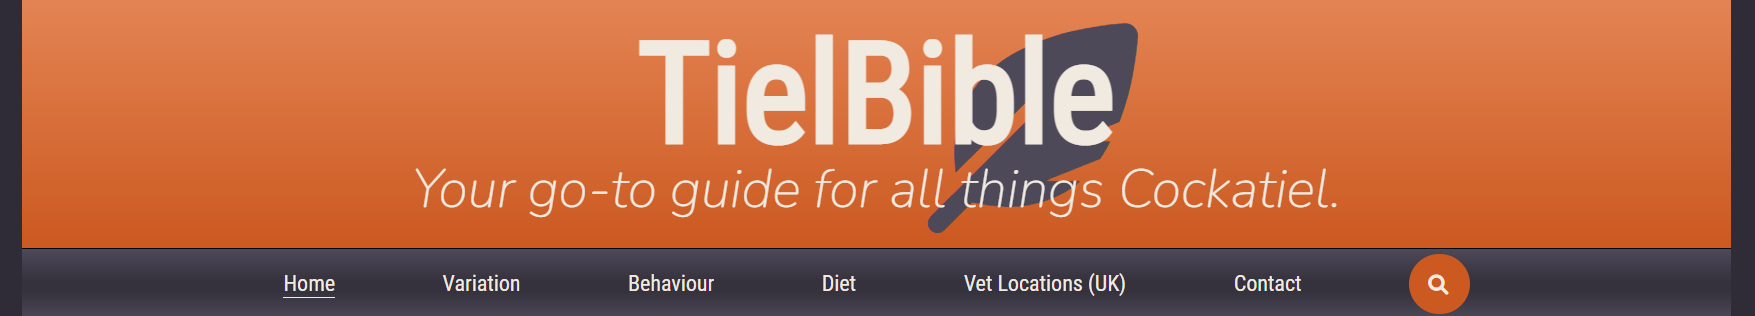 TielBible
Your go-to guide for all things Cockatiel.
Home Variation Behaviour Diet Vet Locations (UK) Contact